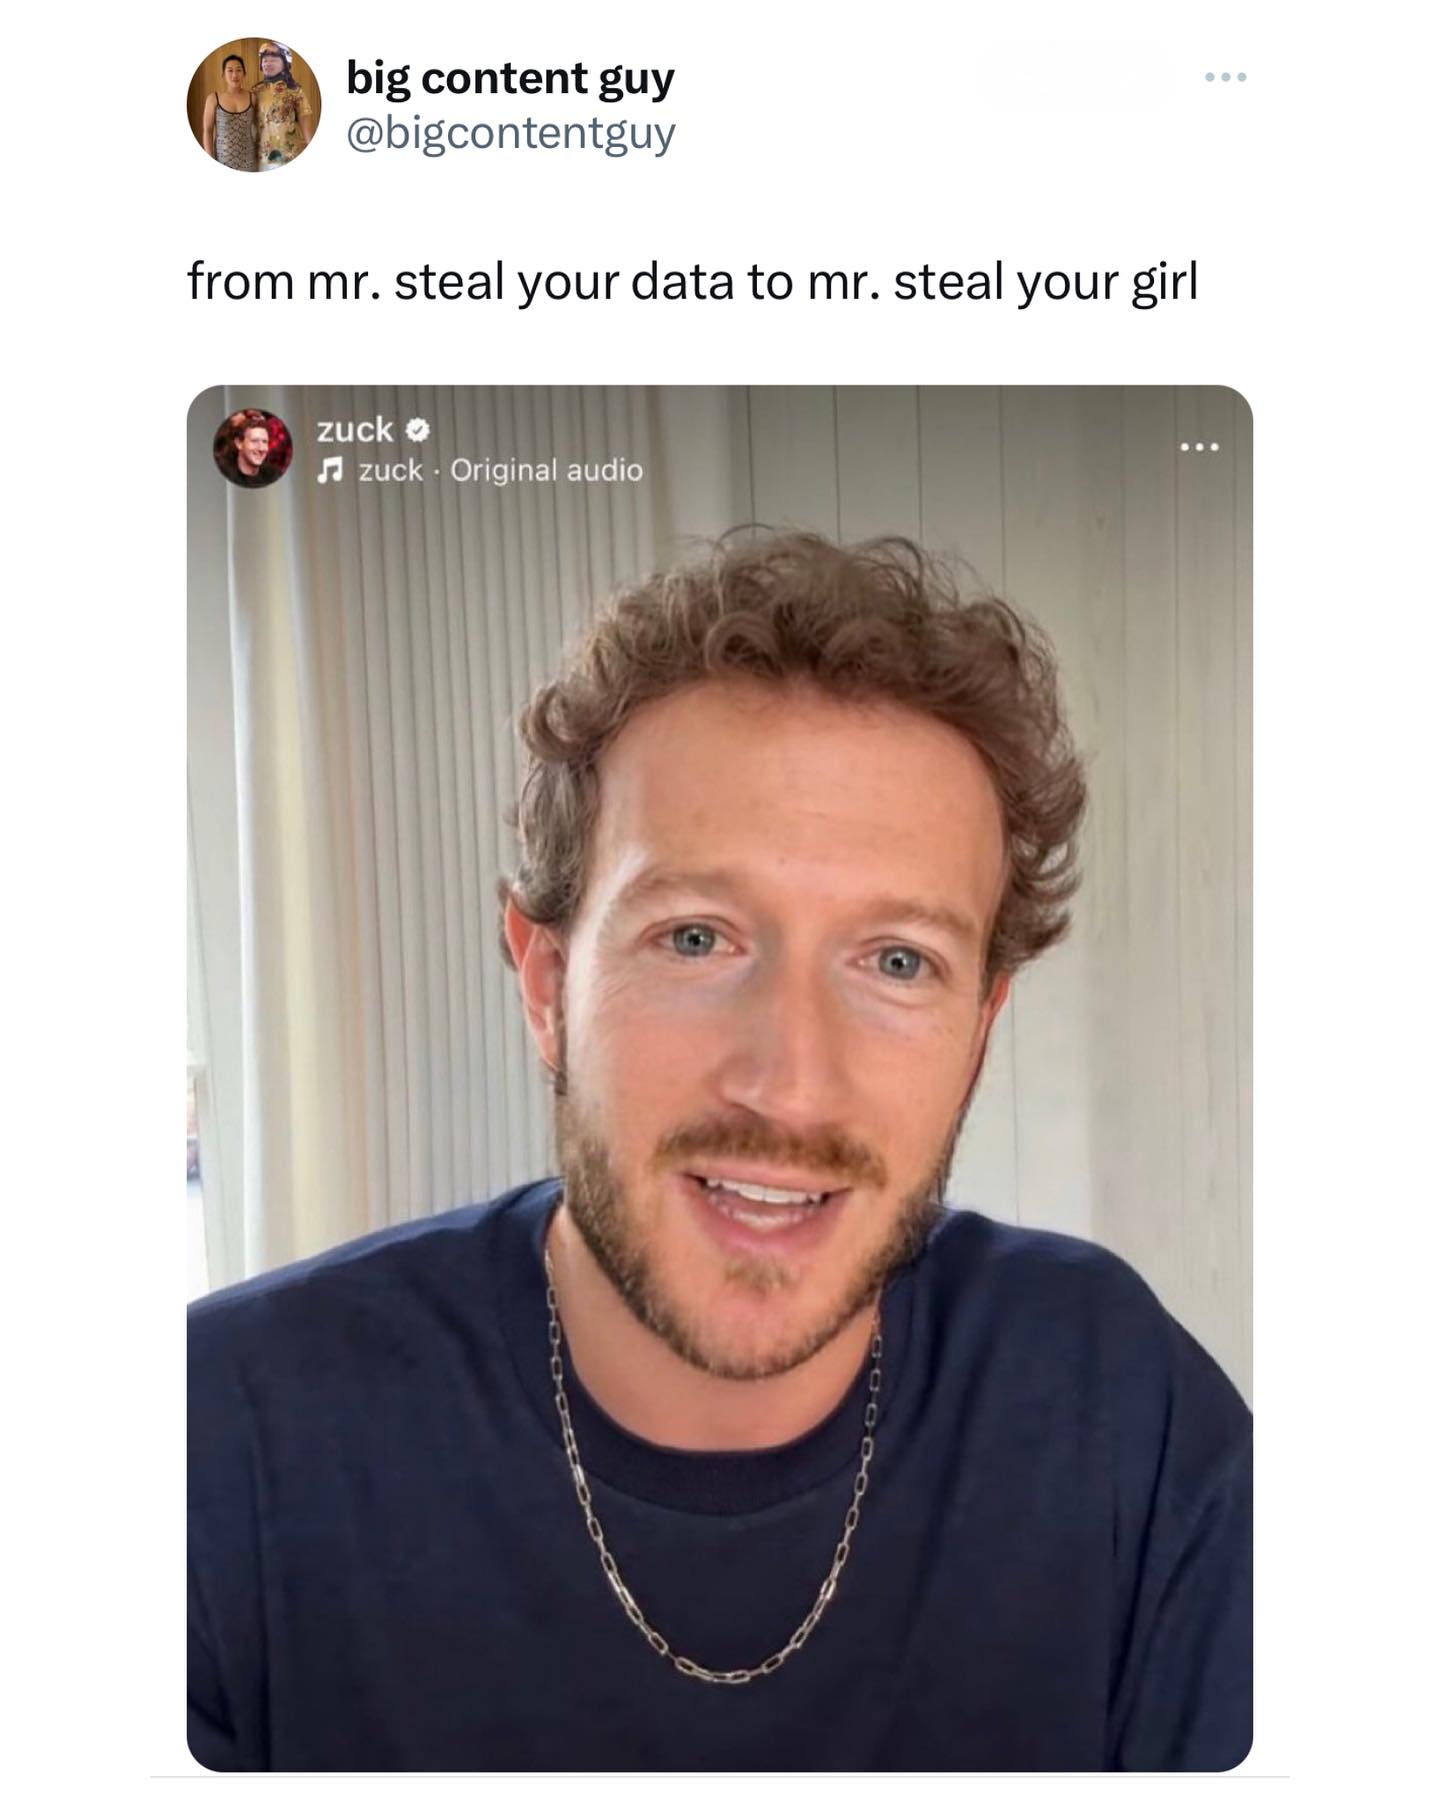 big content guy
@bigcontentguy
from mr. steal your data to mr. steal your girl
zuck
zuck · Original audio